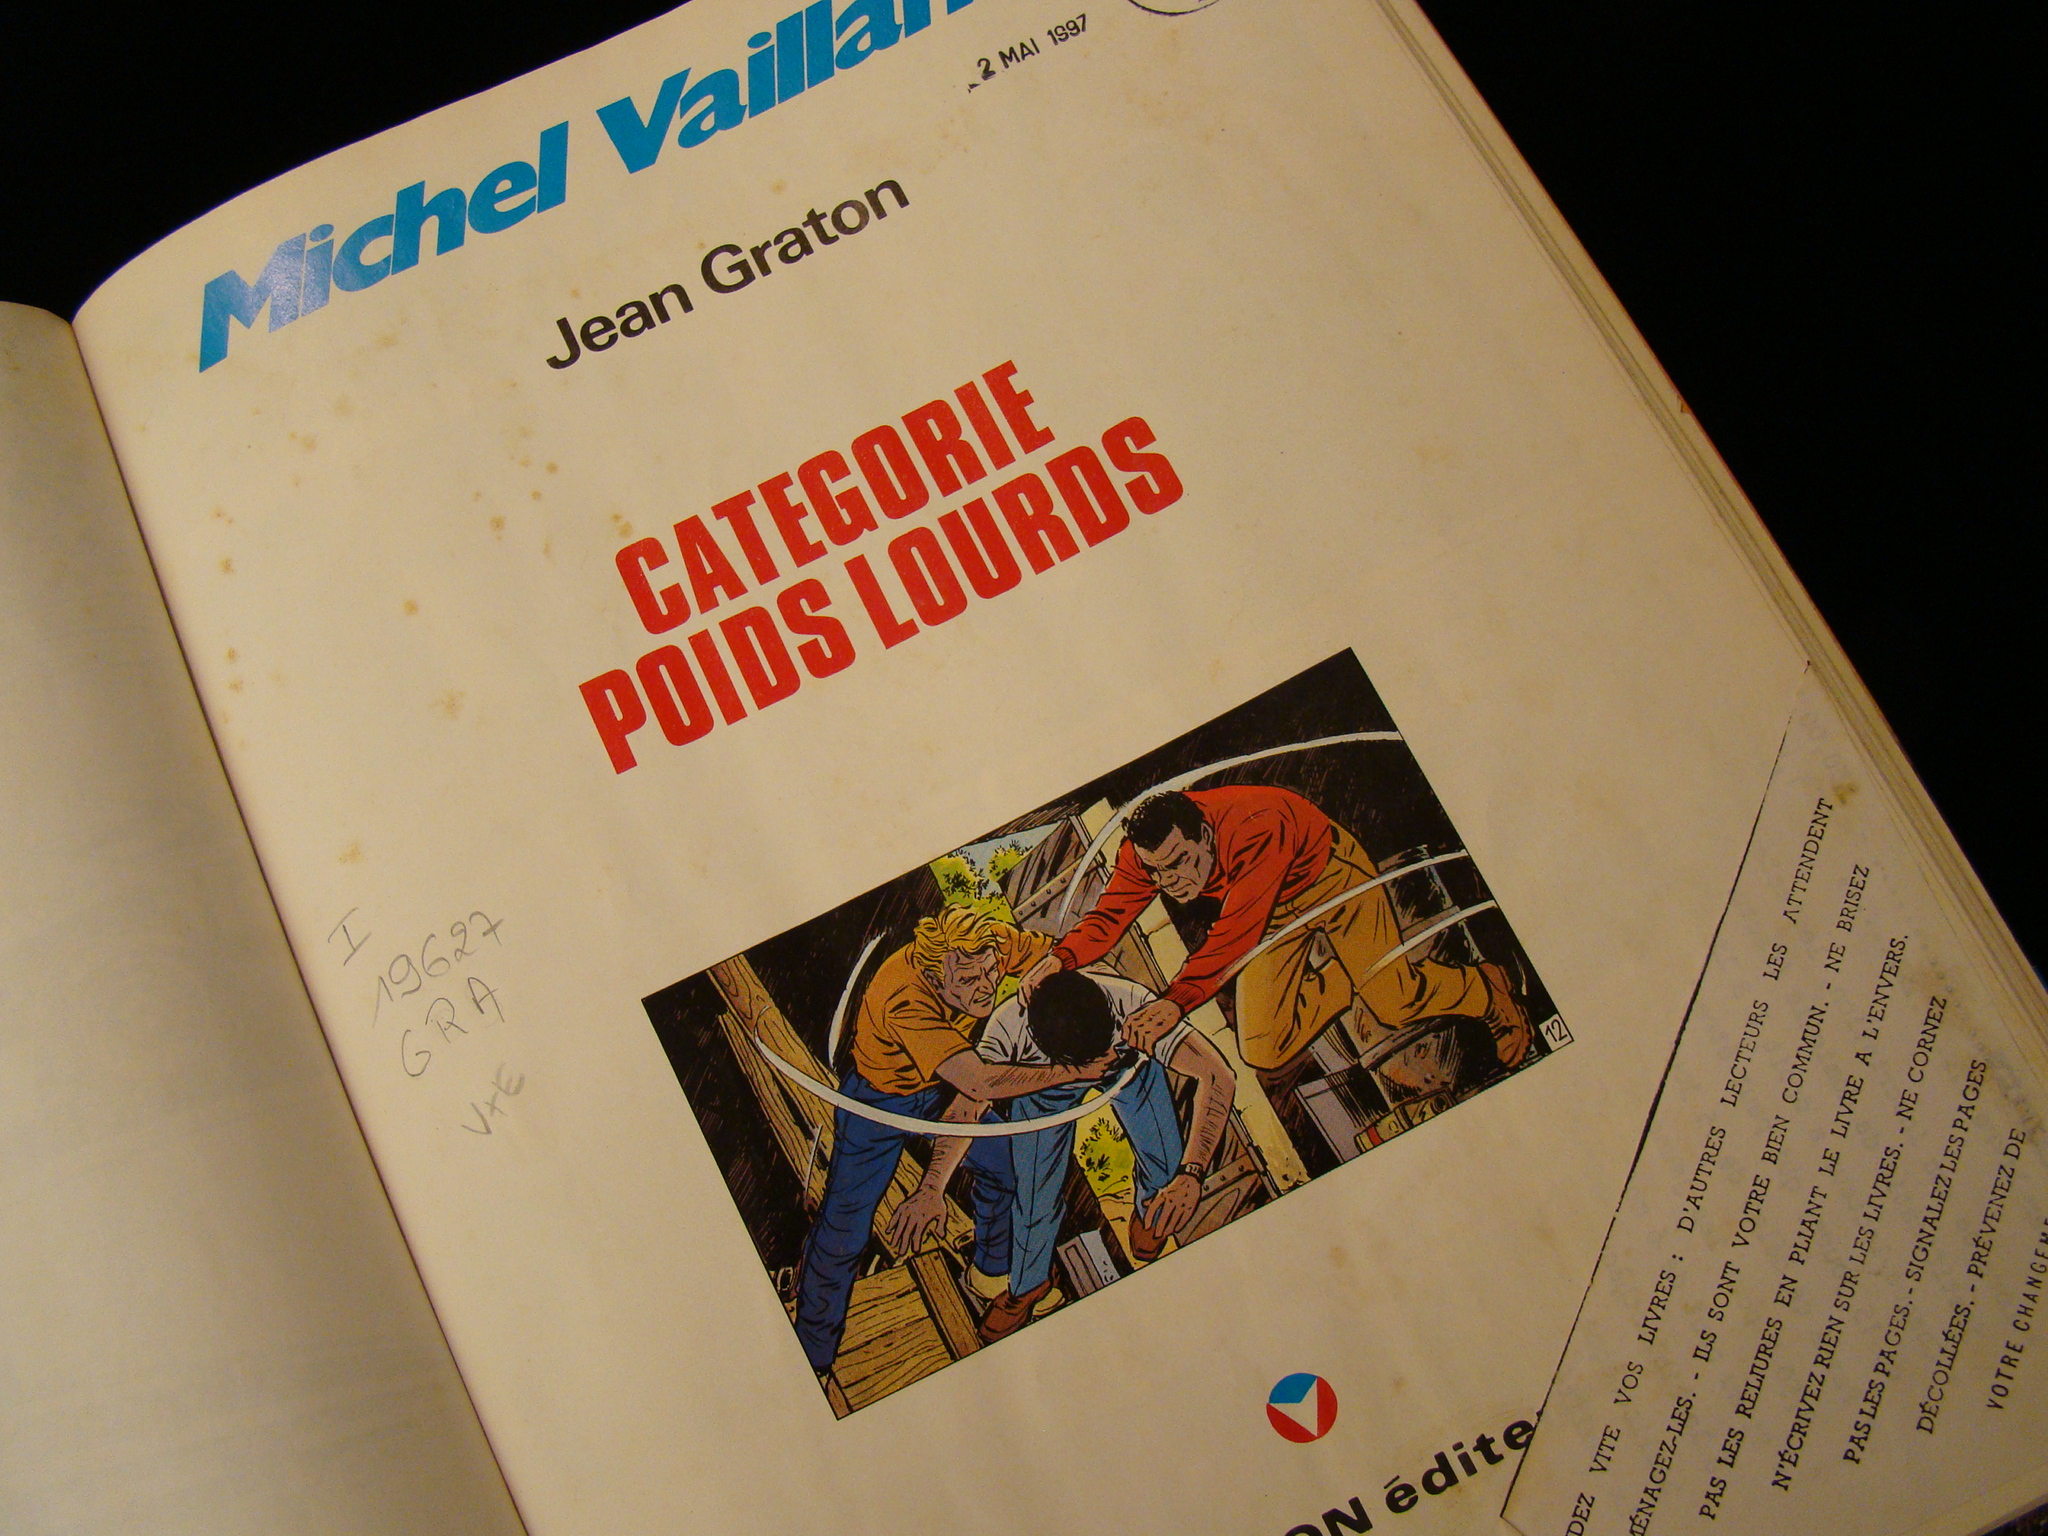 Michel Vaillan
2 MAI 1997
Jean Graton
CATEGORIE
POIDS LOURDS
I
19627
GRA
V+E
12
ON édite
DEZ VITE VOS LIVRES : D'AUTRES LECTEURS LES ATTENDENT
MÉNAGEZ-LES. - ILS SONT VOTRE BIEN COMMUN. - NE BRISEZ
PAS LES RELIURES EN PLIANT LE LIVRE A L'ENVERS.
N'ÉCRIVEZ RIEN SUR LES LIVRES. - NE CORNEZ
PAS LES PAGES. - SIGNALEZ LES PAGES
DÉCOLLÉES. - PRÉVENEZ DE
VOTRE CHANGEME